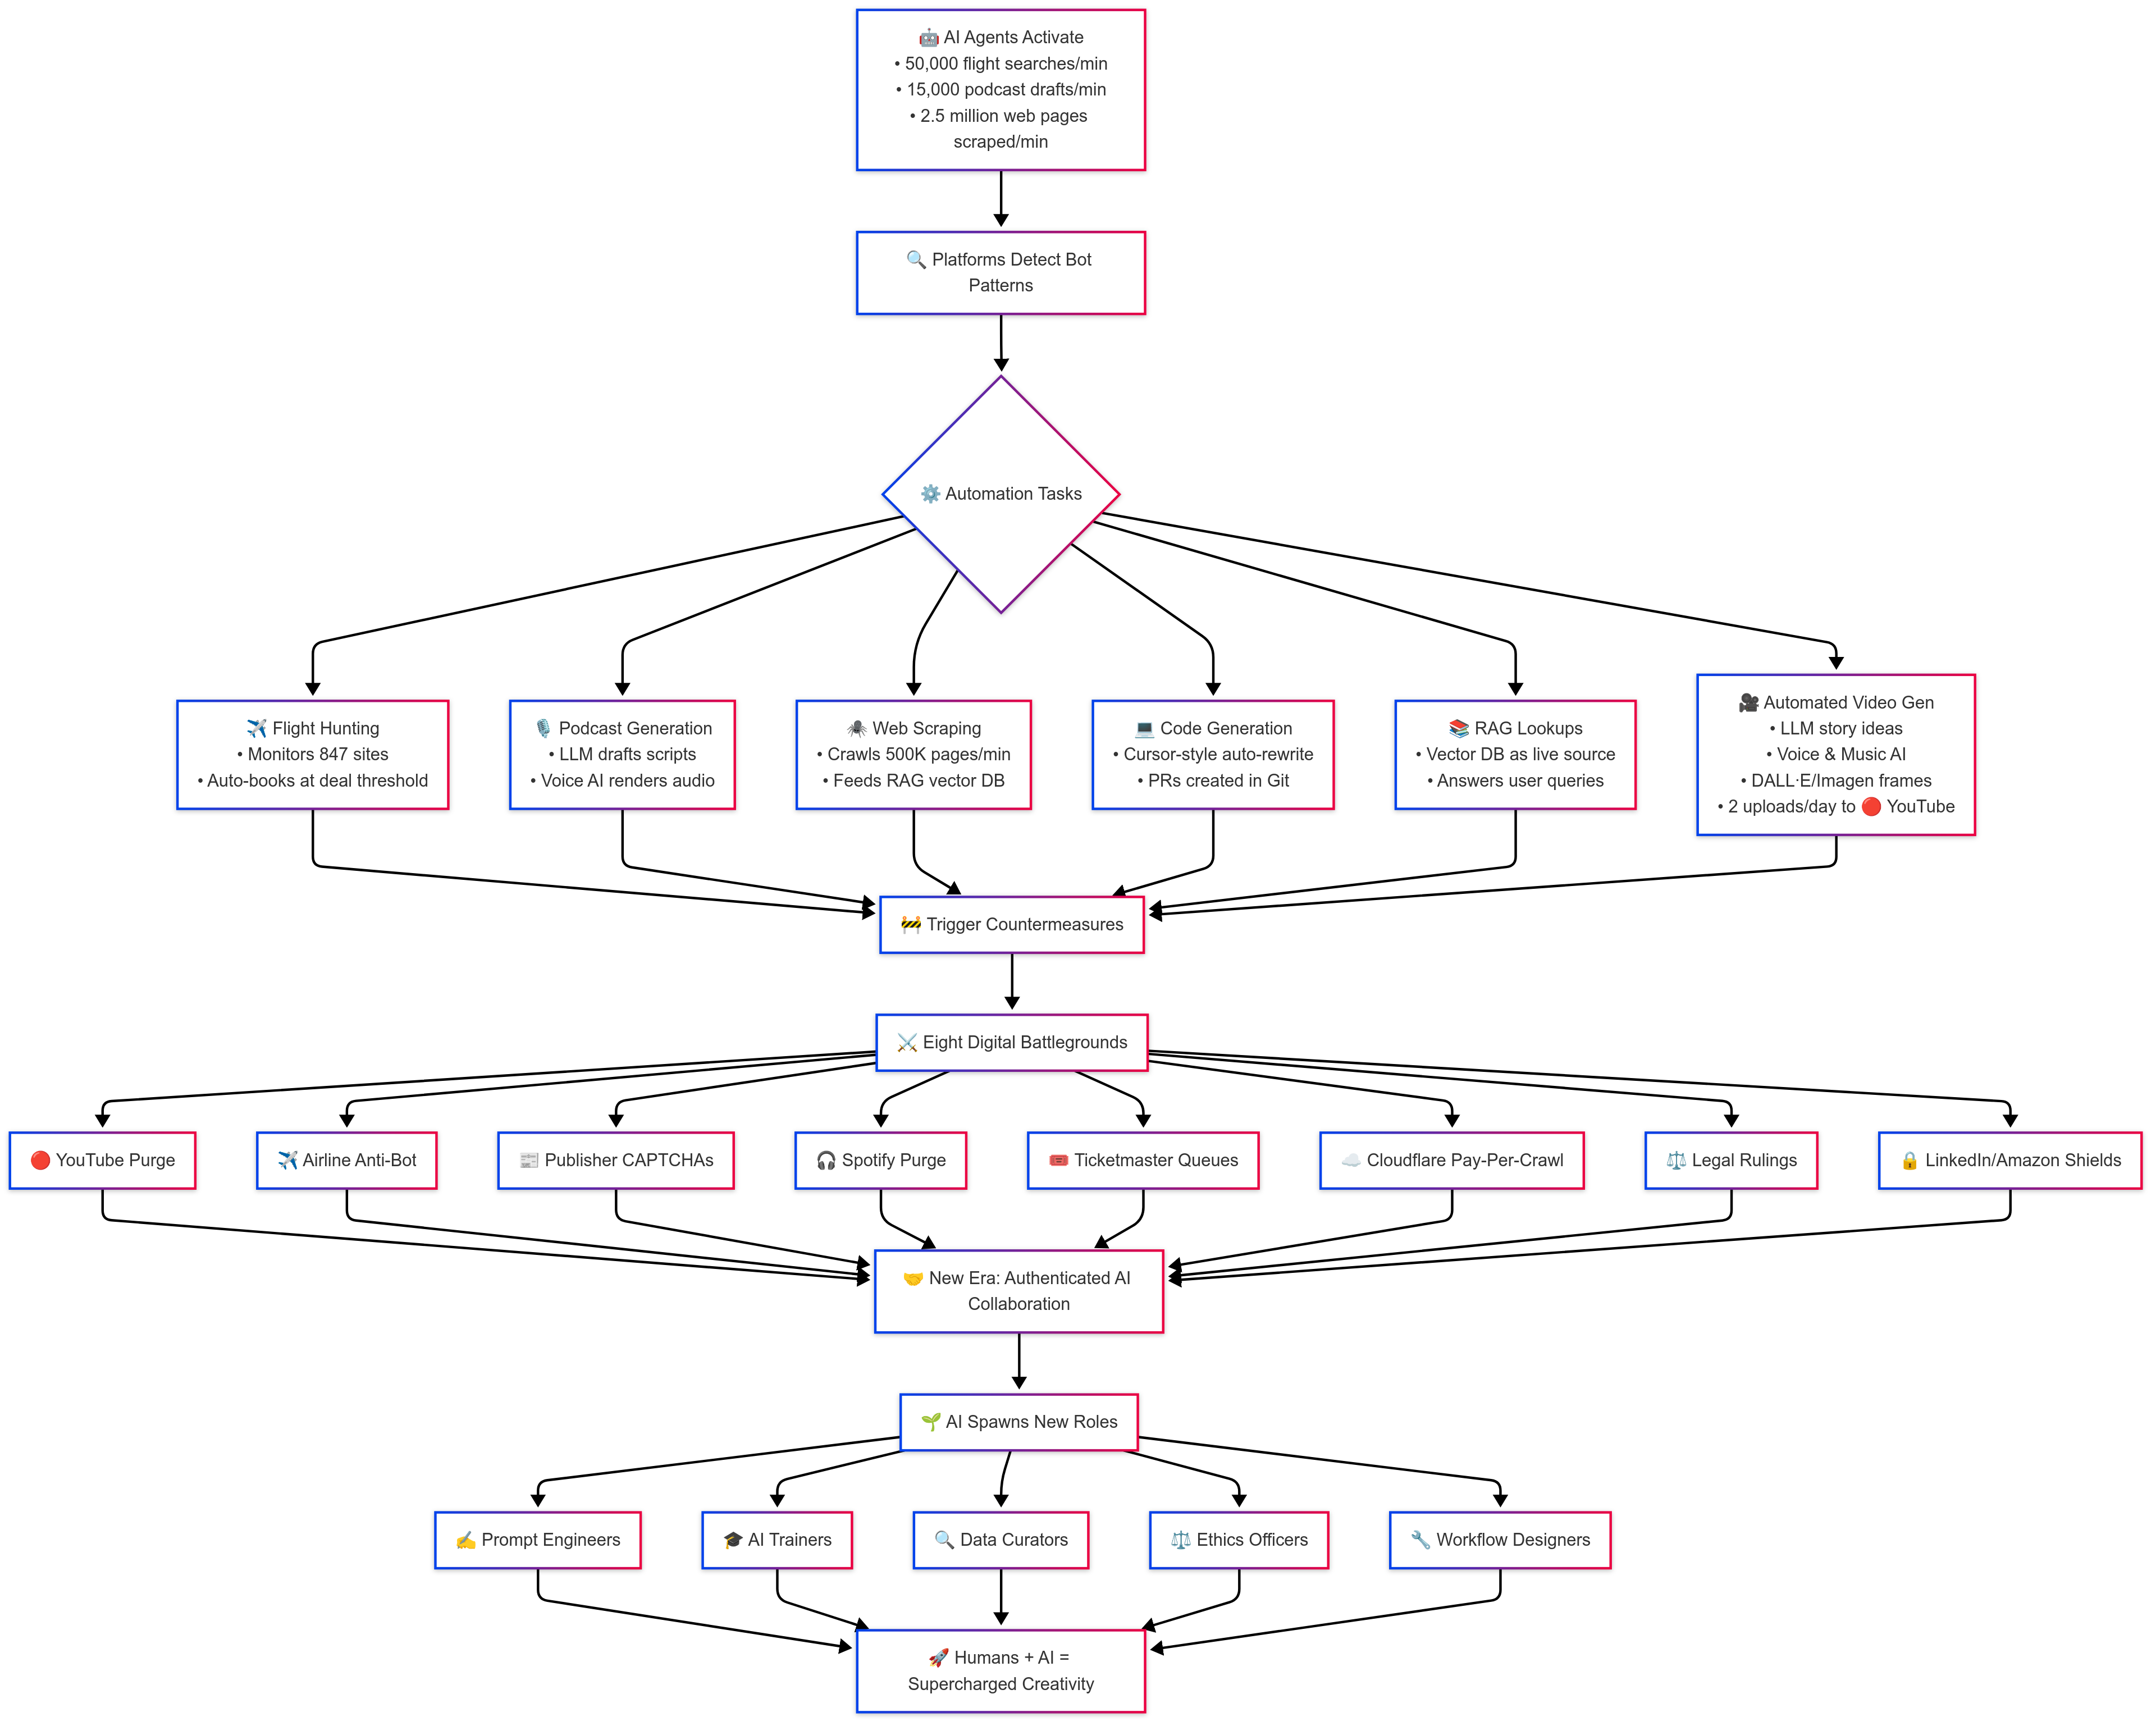 🤖 AI Agents Activate
• 50,000 flight searches/min
• 15,000 podcast drafts/min
• 2.5 million web pages
scraped/min
🔍 Platforms Detect Bot
Patterns
⚙️ Automation Tasks
✈️ Flight Hunting
• Monitors 847 sites
• Auto-books at deal threshold
🎙️ Podcast Generation
• LLM drafts scripts
• Voice AI renders audio
🕷️ Web Scraping
• Crawls 500K pages/min
• Feeds RAG vector DB
💻 Code Generation
• Cursor-style auto-rewrite
• PRs created in Git
📚 RAG Lookups
• Vector DB as live source
• Answers user queries
🎥 Automated Video Gen
• LLM story ideas
• Voice & Music AI
• DALL·E/Imagen frames
• 2 uploads/day to 🔴 YouTube
🚧 Trigger Countermeasures
⚔️ Eight Digital Battlegrounds
🔴 YouTube Purge
✈️ Airline Anti-Bot
📰 Publisher CAPTCHAs
🎧 Spotify Purge
🎟️ Ticketmaster Queues
☁️ Cloudflare Pay-Per-Crawl
⚖️ Legal Rulings
🔒 LinkedIn/Amazon Shields
🤝 New Era: Authenticated AI
Collaboration
🌱 AI Spawns New Roles
✍️ Prompt Engineers
🎓 AI Trainers
🔍 Data Curators
⚖️ Ethics Officers
🔧 Workflow Designers
🚀 Humans + AI =
Supercharged Creativity